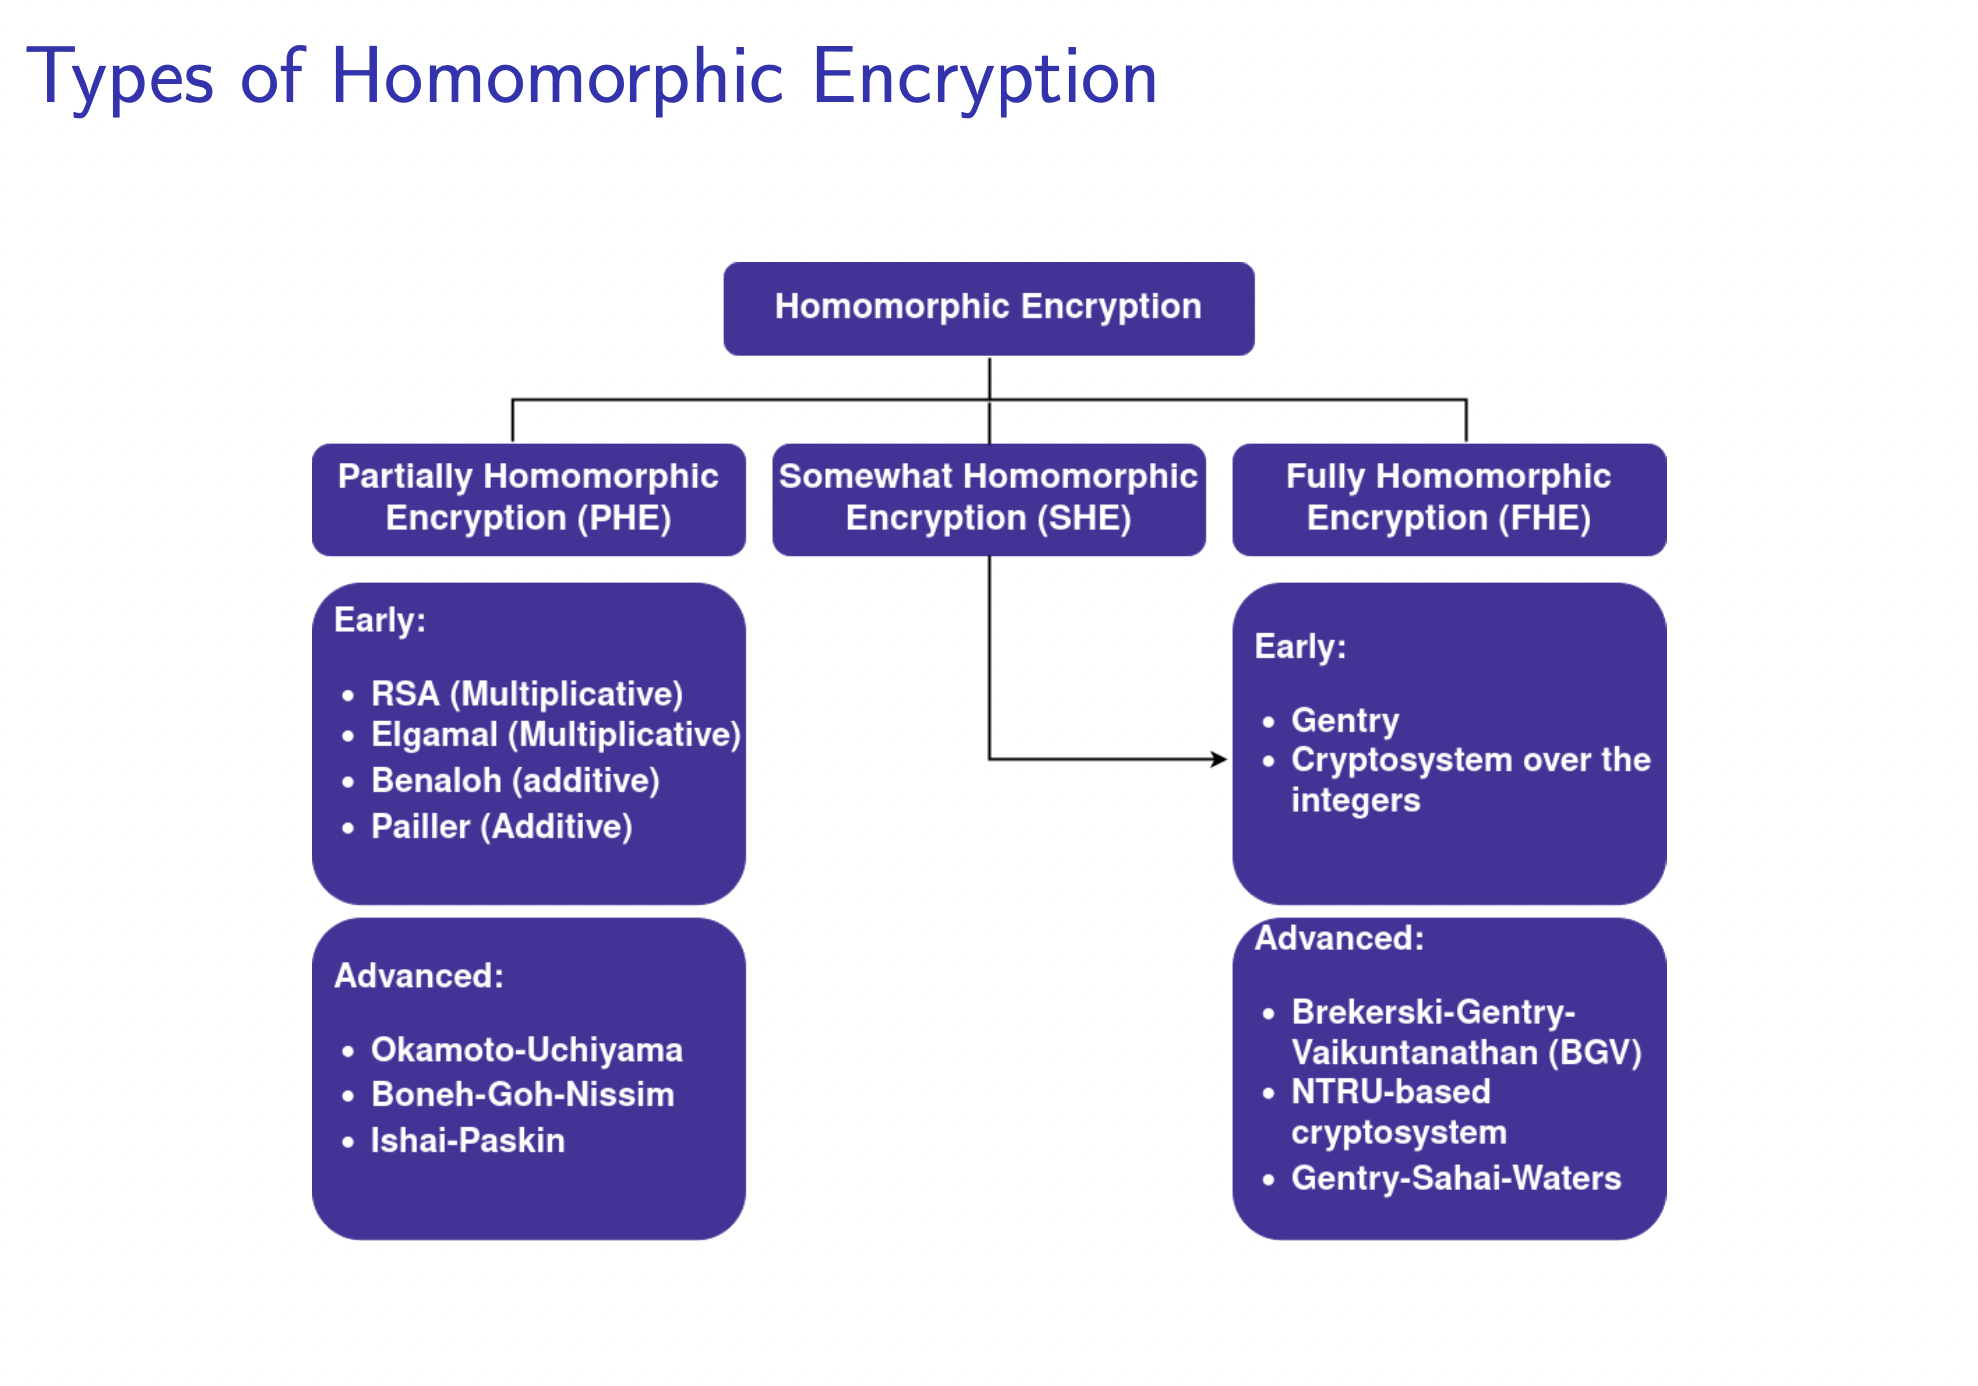 Types of Homomorphic Encryption
Homomorphic Encryption
Partially Homomorphic
Encryption (PHE)
Somewhat Homomorphic
Encryption (SHE)
Fully Homomorphic
Encryption (FHE)
Early:
• RSA (Multiplicative)
• Elgamal (Multiplicative)
• Benaloh (additive)
• Pailler (Additive)
Advanced:
• Okamoto-Uchiyama
• Boneh-Goh-Nissim
• Ishai-Paskin
Early:
• Gentry
• Cryptosystem over the
integers
Advanced:
• Brekerski-Gentry-
Vaikuntanathan (BGV)
• NTRU-based
cryptosystem
• Gentry-Sahai-Waters